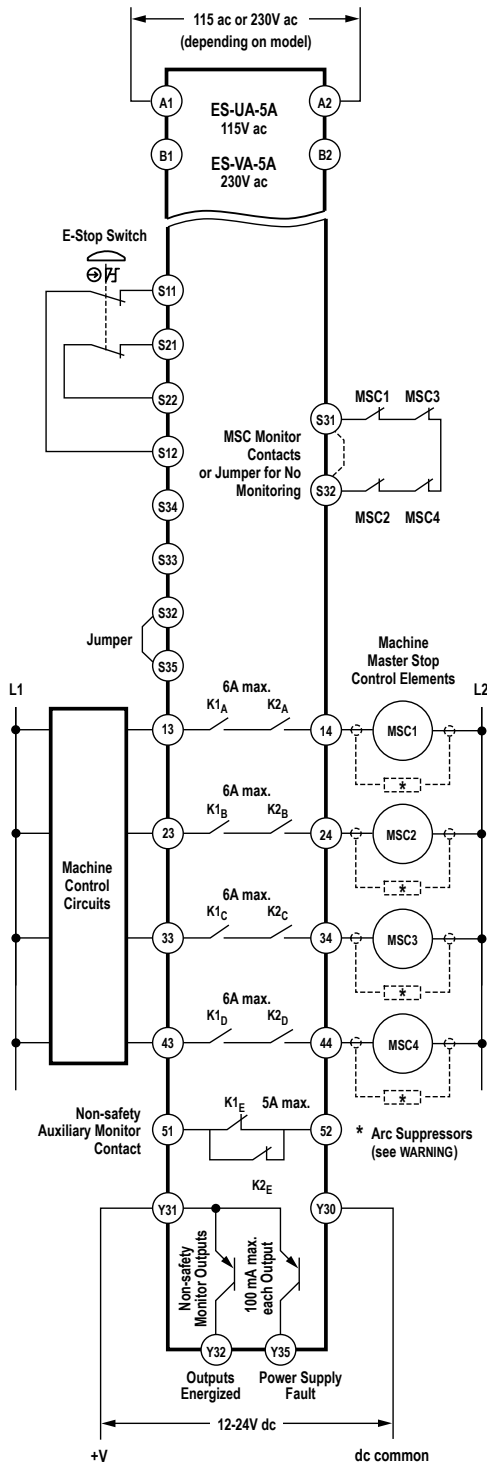 115 ac or 230V ac
(depending on model)
A1
ES-UA-5A
115V ac
A2
B1
ES-VA-5A
230V ac
B2
E-Stop Switch
S11
S21
S22
S12
S34
S33
S32
Jumper
S35
MSC Monitor
Contacts
or Jumper for No
Monitoring
S31
S32
MSC1 MSC3
MSC2 MSC4
Machine
Master Stop
Control Elements
L1
L2
6A max.
13 K1A K2A 14 MSC1
*
6A max.
23 K1B K2B 24 MSC2
*
Machine
Control
Circuits
6A max.
33 K1C K2C 34 MSC3
*
6A max.
43 K1D K2D 44 MSC4
*
Non-safety
Auxiliary Monitor
Contact
51 K1E 5A max. 52
K2E
* Arc Suppressors
(see WARNING)
Y31 Y30
Non-safety
Monitor Outputs
100 mA max.
each Output
Y32 Y35
Outputs
Energized
Power Supply
Fault
12-24V dc
+V dc common